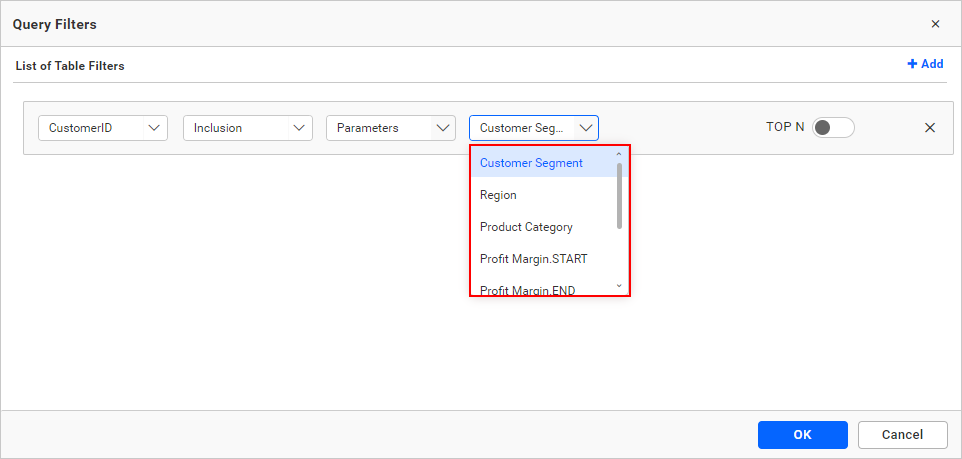 Query Filters
List of Table Filters
Add
CustomerID
Inclusion
Parameters
Customer Seg...
TOP N
Customer Segment
Region
Product Category
Profit Margin.START
Profit Margin.END
OK
Cancel